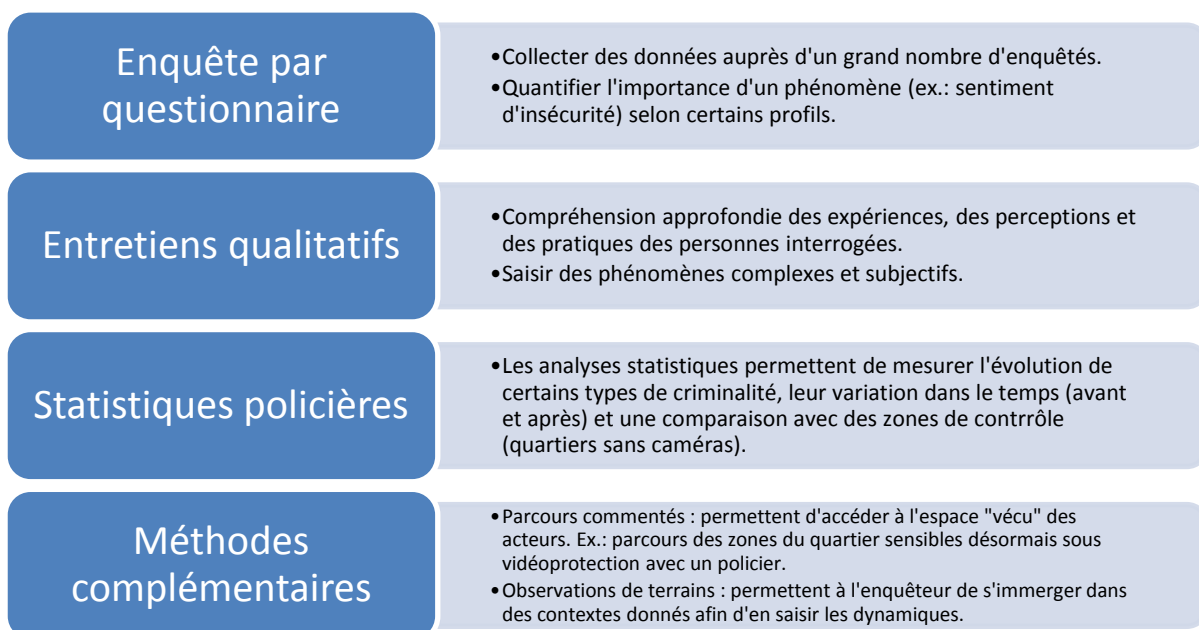 Enquête par
questionnaire
•Collecter des données auprès d'un grand nombre d'enquêtés.
•Quantifier l'importance d'un phénomène (ex.: sentiment
d'insécurité) selon certains profils.
Entretiens qualitatifs
•Compréhension approfondie des expériences, des perceptions et
des pratiques des personnes interrogées.
•Saisir des phénomènes complexes et subjectifs.
Statistiques policières
•Les analyses statistiques permettent de mesurer l'évolution de
certains types de criminalité, leur variation dans le temps (avant
et après) et une comparaison avec des zones de contrrôle
(quartiers sans caméras).
Méthodes
complémentaires
•Parcours commentés : permettent d'accéder à l'espace "vécu" des
acteurs. Ex.: parcours des zones du quartier sensibles désormais sous
vidéoprotection avec un policier.
•Observations de terrains : permettent à l'enquêteur de s'immerger dans
des contextes donnés afin d'en saisir les dynamiques.